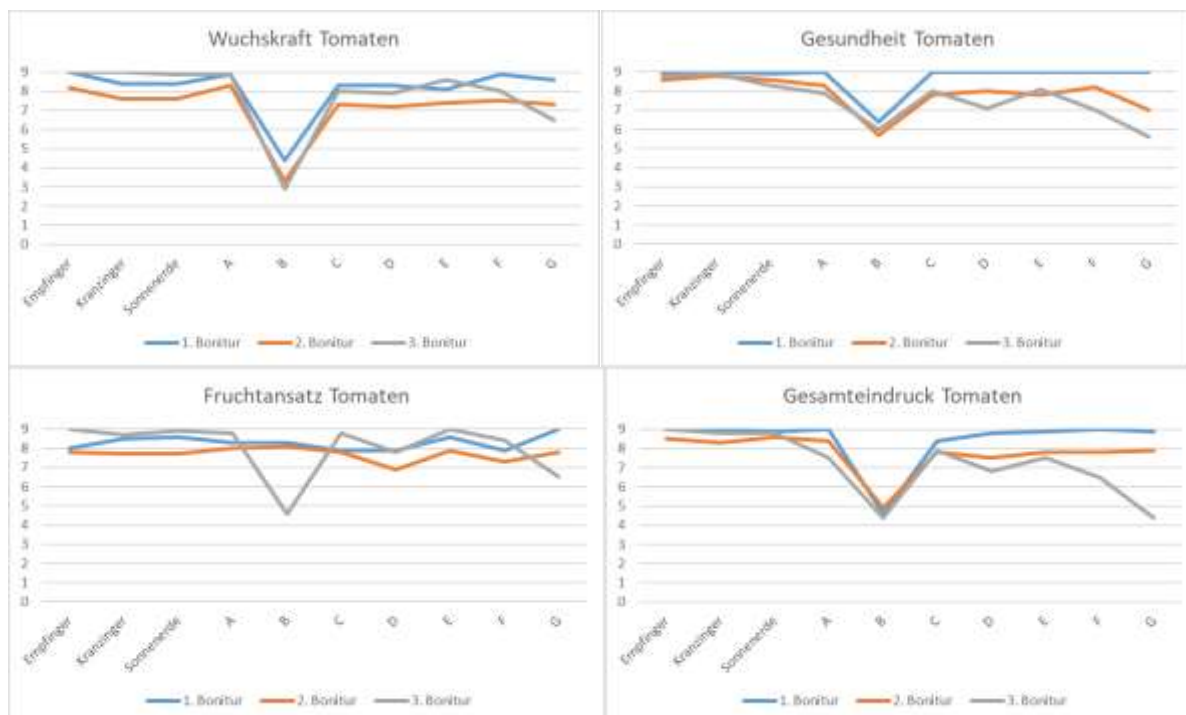 Wuchskraft Tomaten
9
8
7
6
5
4
3
2
1
0
Empfinger
Kranzinger
Sonnenerde
A
B
C
D
E
F
G
1. Bonitur 2. Bonitur 3. Bonitur
Gesundheit Tomaten
9
8
7
6
5
4
3
2
1
0
Empfinger
Kranzinger
Sonnenerde
A
B
C
D
E
F
G
1. Bonitur 2. Bonitur 3. Bonitur
Fruchtansatz Tomaten
9
8
7
6
5
4
3
2
1
0
Empfinger
Kranzinger
Sonnenerde
A
B
C
D
E
F
G
1. Bonitur 2. Bonitur 3. Bonitur
Gesamteindruck Tomaten
9
8
7
6
5
4
3
2
1
0
Empfinger
Kranzinger
Sonnenerde
A
B
C
D
E
F
G
1. Bonitur 2. Bonitur 3. Bonitur